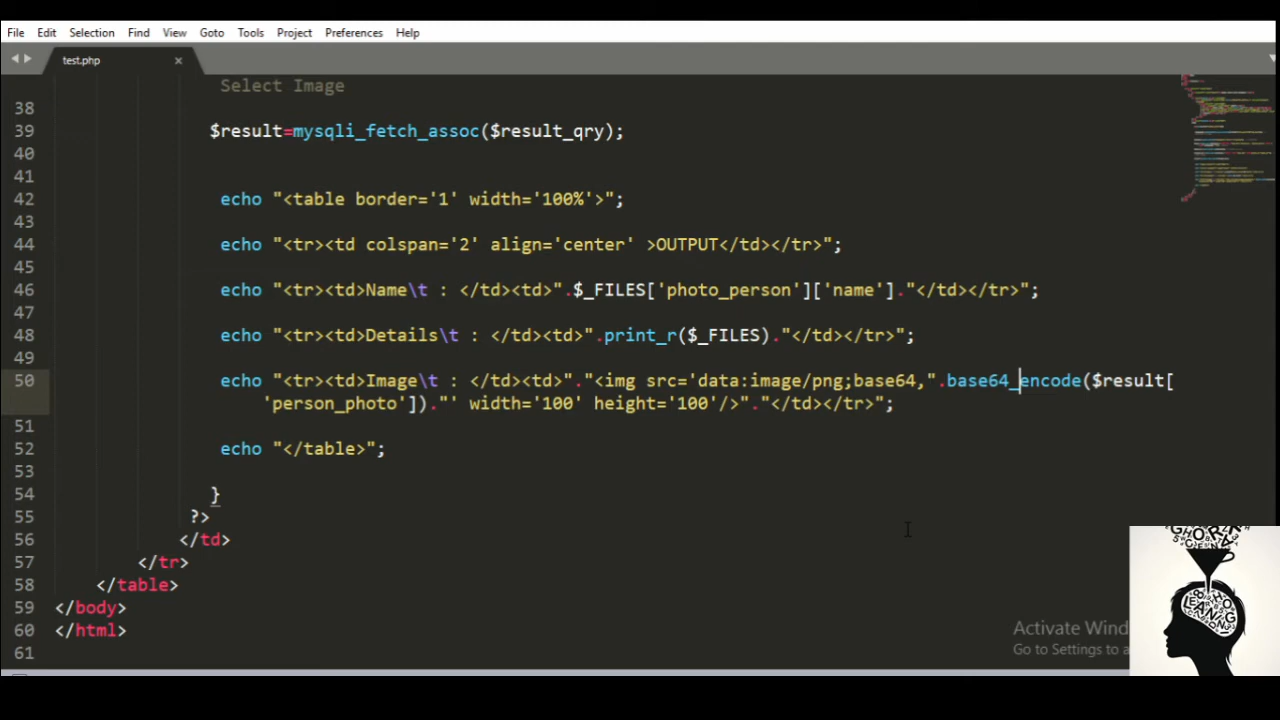 File Edit Selection Find View Goto Tools Project Preferences Help
test.php
Select Image
38
39 $result=mysqli_fetch_assoc($result_qry);
40
41
42 echo "<table border='1' width='100%'>";
43
44 echo "<tr><td colspan='2' align='center' >OUTPUT</td></tr>";
45
46 echo "<tr><td>Name\t : </td><td>".$_FILES['photo_person']['name']."</td></tr>";
47
48 echo "<tr><td>Details\t : </td><td>".print_r($_FILES)."</td></tr>";
49
50 echo "<tr><td>Image\t : </td><td>"."<img src='data:image/png;base64,".base64_encode($result[
'person_photo'])."' width='100' height='100'/>"."</td></tr>";
51
52 echo "</table>";
53
54 }
55 ?>
56 </td>
57 </tr>
58 </table>
59 </body>
60 </html>
61
Activate Wind
Go to Settings to a